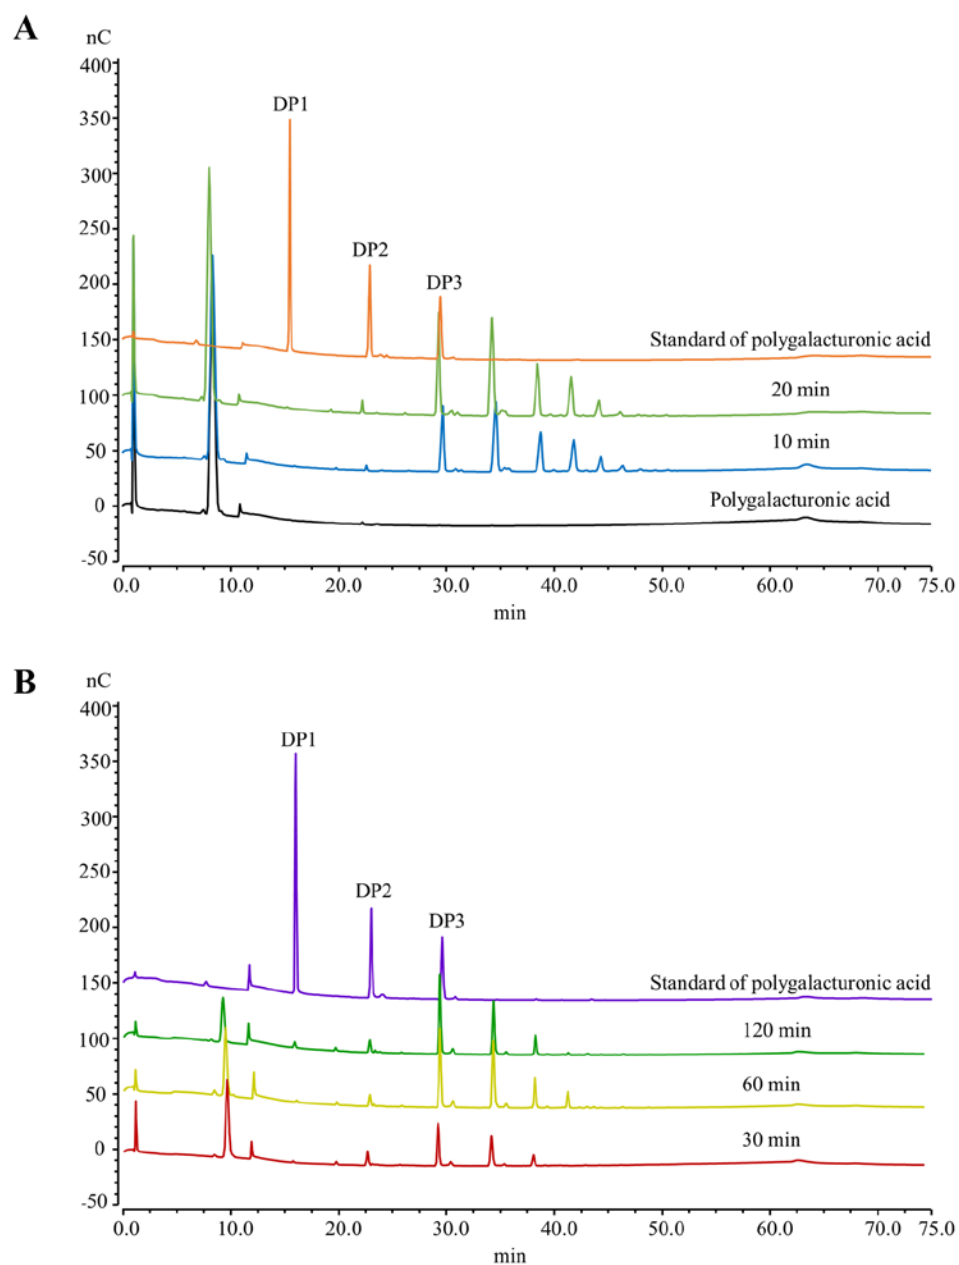 A
nC
400
350
300
250
200
150
100
50
0
-50
DP1
DP2
DP3
Standard of polygalacturonic acid
20 min
10 min
Polygalacturonic acid
0.0 10.0 20.0 30.0 40.0 50.0 60.0 70.0 75.0
min
B
nC
400
350
300
250
200
150
100
50
0
-50
DP1
DP2
DP3
Standard of polygalacturonic acid
120 min
60 min
30 min
0.0 10.0 20.0 30.0 40.0 50.0 60.0 70.0 75.0
min